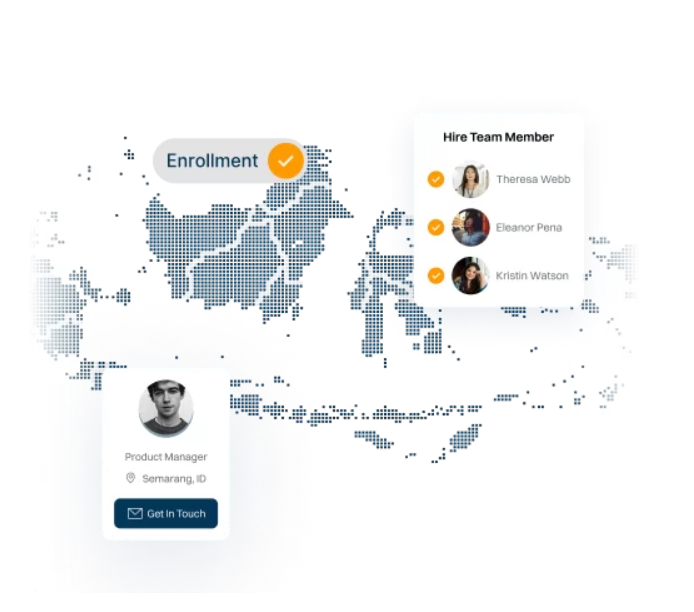 Enrollment
Hire Team Member
Theresa Webb
Eleanor Pena
Kristin Watson
Product Manager
Semarang, ID
Get In Touch